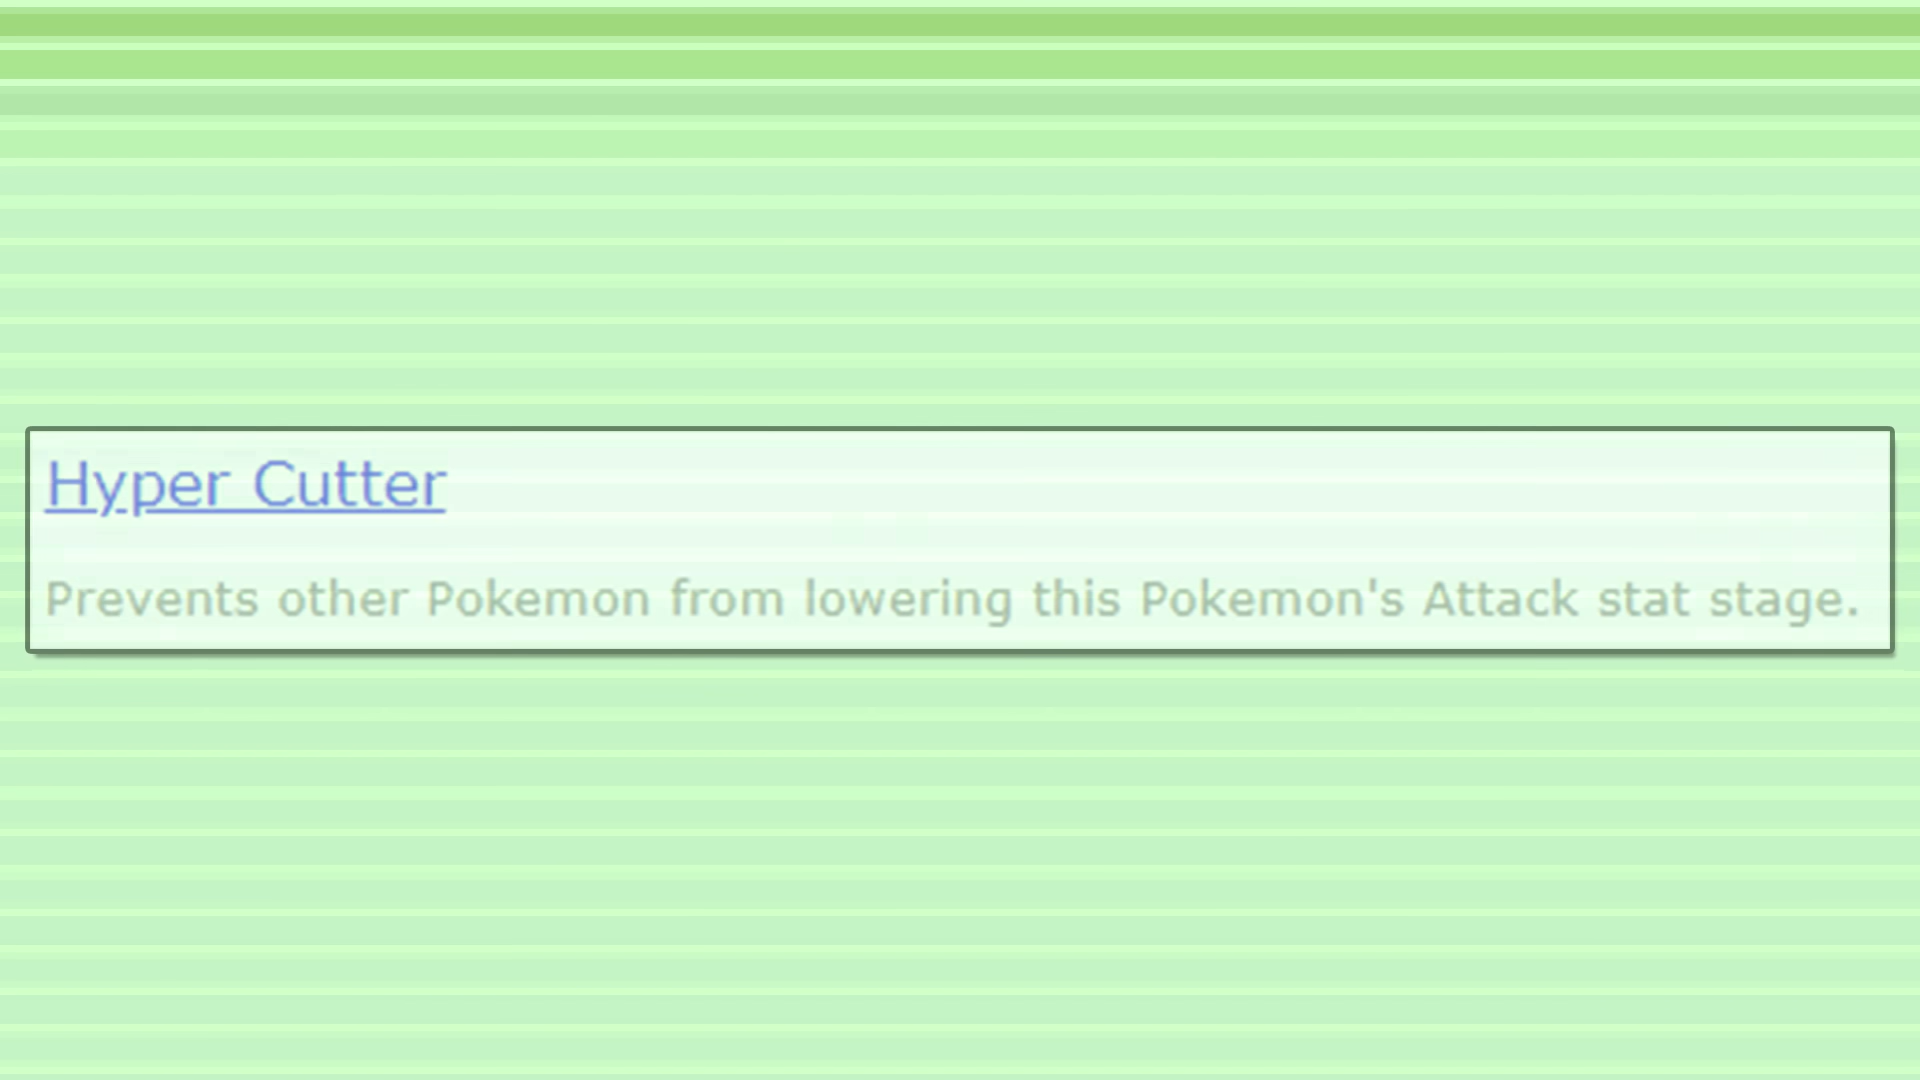 Hyper Cutter
Prevents other Pokemon from lowering this Pokemon's Attack stat stage.